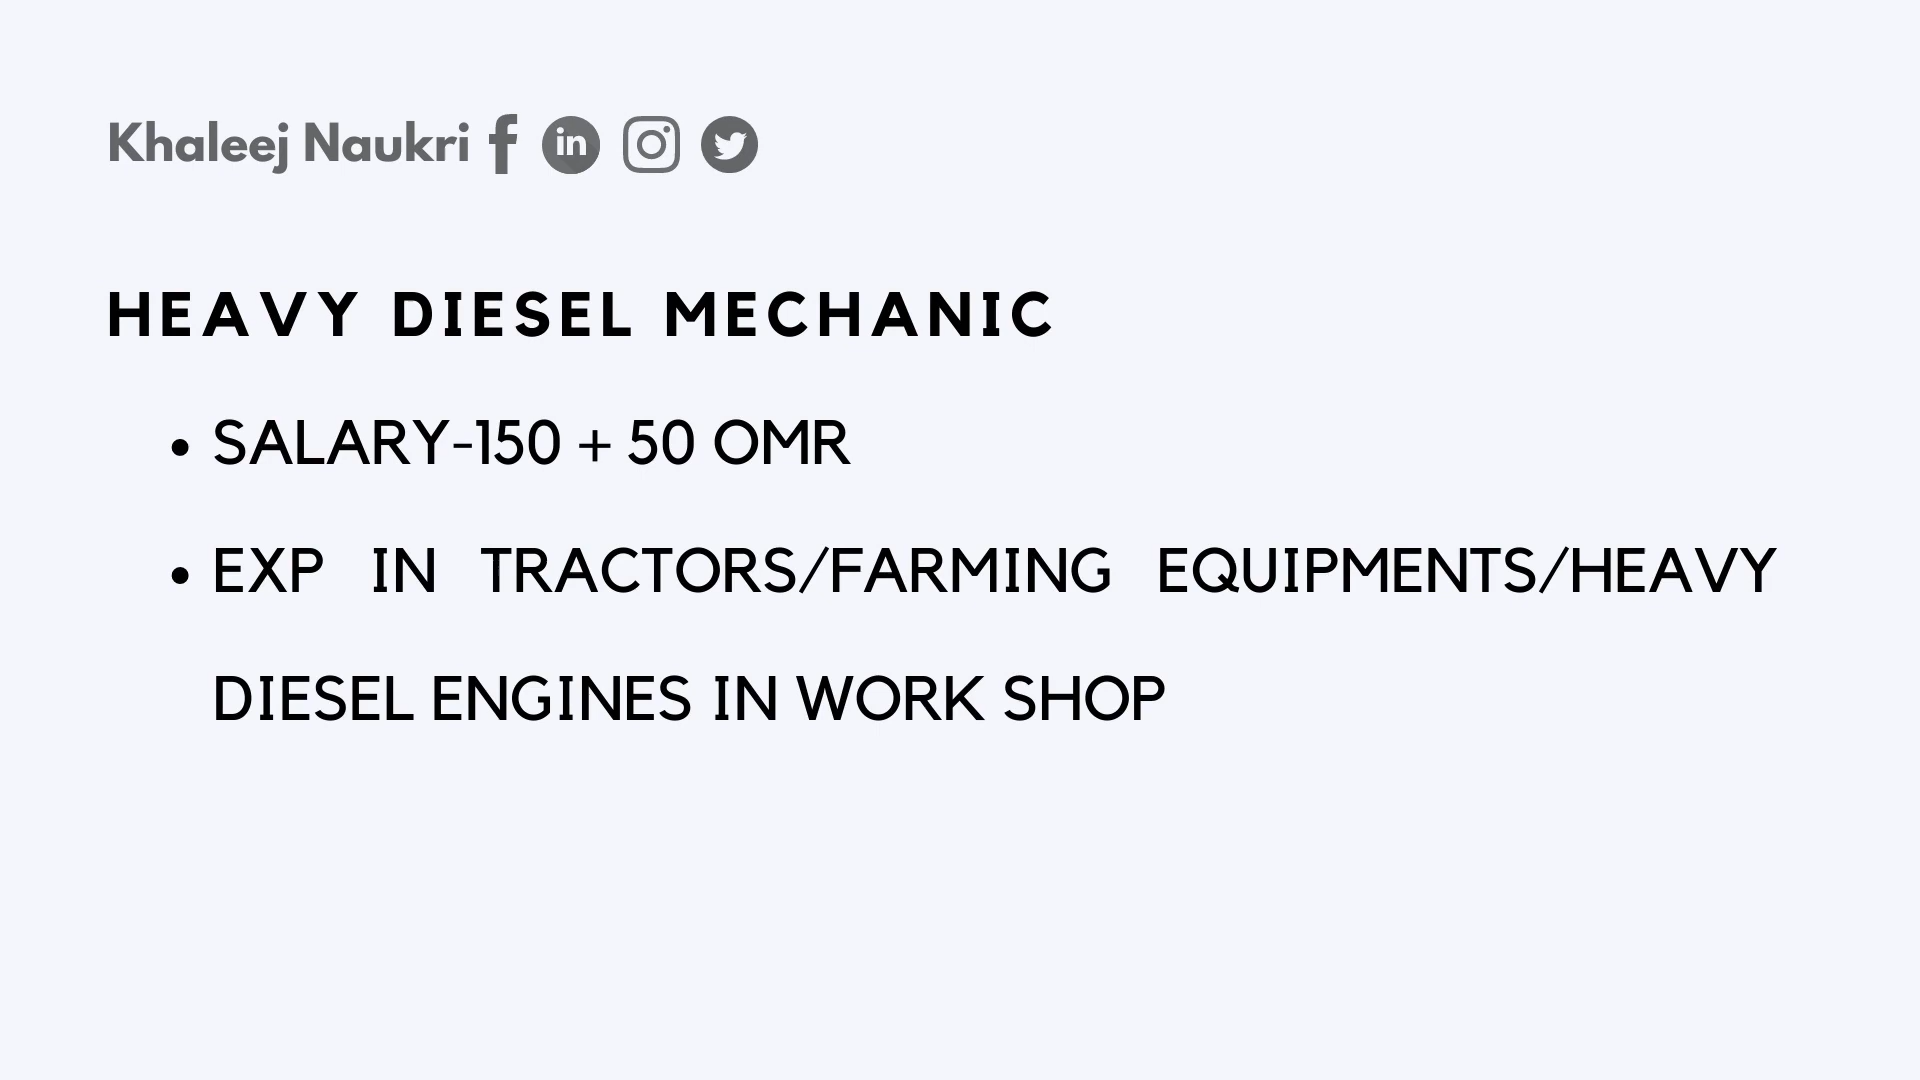 Khaleej Naukri
HEAVY DIESEL MECHANIC
• SALARY-150 + 50 OMR
• EXP IN TRACTORS/FARMING EQUIPMENTS/HEAVY
DIESEL ENGINES IN WORK SHOP